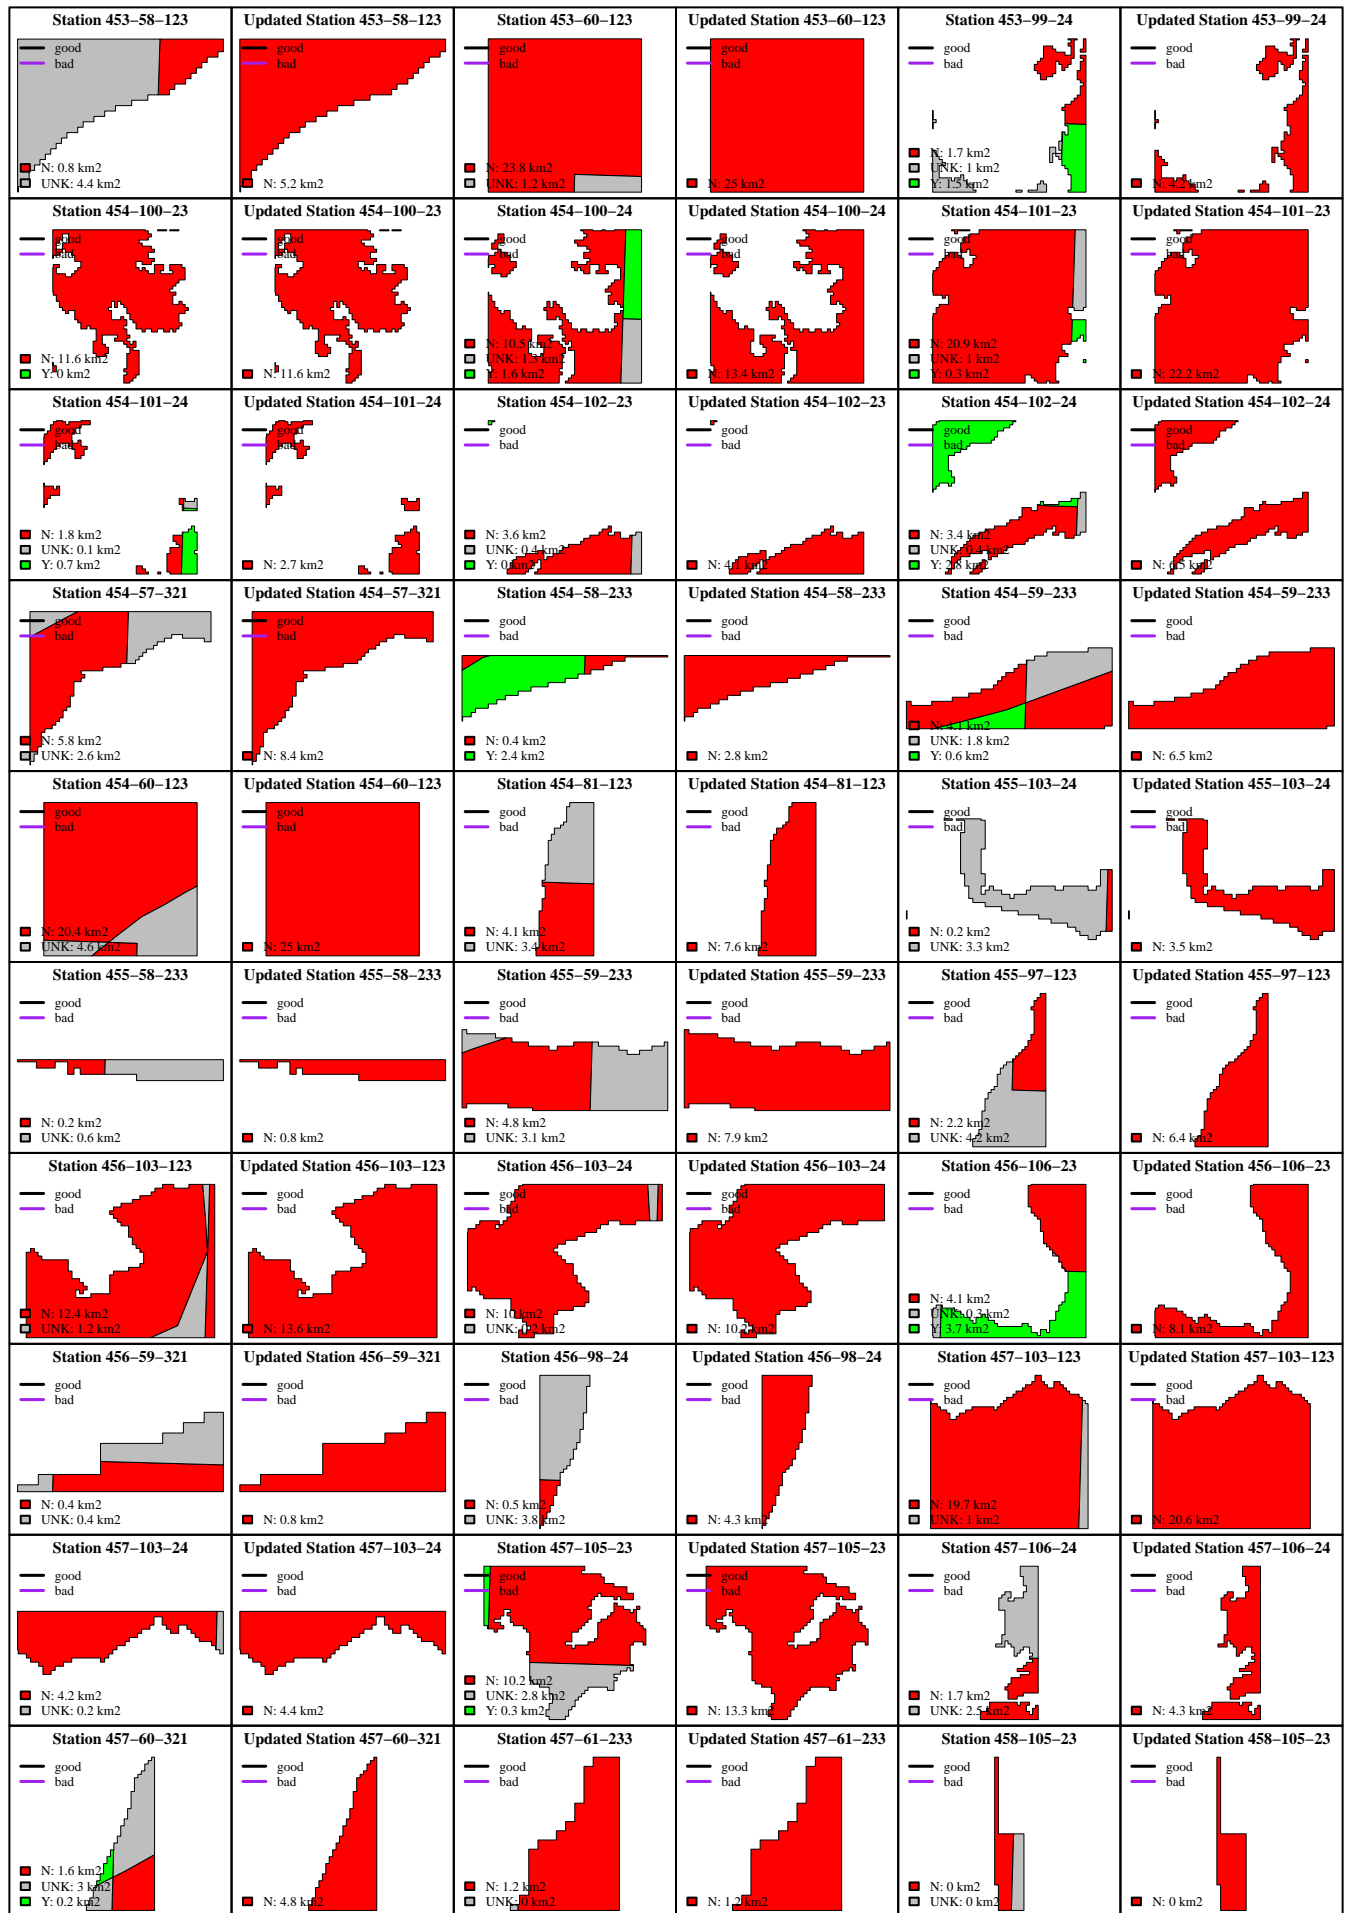 Station 453−58−123
good
bad
N: 0.8 km2
UNK: 4.4 km2
Updated Station 453−58−123
good
bad
N: 5.2 km2
Station 453−60−123
good
bad
N: 23.8 km2
UNK: 1.2 km2
Updated Station 453−60−123
good
bad
N: 25 km2
Station 453−99−24
good
bad
N: 1.7 km2
UNK: 1 km2
Y: 1.5 km2
Updated Station 453−99−24
good
bad
N: 4.2 km2
Station 454−100−23
good
bad
N: 11.6 km2
Y: 0 km2
Updated Station 454−100−23
good
bad
N: 11.6 km2
Station 454−100−24
good
bad
N: 10.5 km2
UNK: 1.3 km2
Y: 1.6 km2
Updated Station 454−100−24
good
bad
N: 13.4 km2
Station 454−101−23
good
bad
N: 20.9 km2
UNK: 1 km2
Y: 0.3 km2
Updated Station 454−101−23
good
bad
N: 22.2 km2
Station 454−101−24
good
bad
N: 1.8 km2
UNK: 0.1 km2
Y: 0.7 km2
Updated Station 454−101−24
good
bad
N: 2.7 km2
Station 454−102−23
good
bad
N: 3.6 km2
UNK: 0.4 km2
Y: 0 km2
Updated Station 454−102−23
good
bad
N: 4.1 km2
Station 454−102−24
good
bad
N: 3.4 km2
UNK: 0.4 km2
Y: 2.8 km2
Updated Station 454−102−24
good
bad
N: 6.5 km2
Station 454−57−321
good
bad
N: 5.8 km2
UNK: 2.6 km2
Updated Station 454−57−321
good
bad
N: 8.4 km2
Station 454−58−233
good
bad
N: 0.4 km2
Y: 2.4 km2
Updated Station 454−58−233
good
bad
N: 2.8 km2
Station 454−59−233
good
bad
N: 4.1 km2
UNK: 1.8 km2
Y: 0.6 km2
Updated Station 454−59−233
good
bad
N: 6.5 km2
Station 454−60−123
good
bad
N: 20.4 km2
UNK: 4.6 km2
Updated Station 454−60−123
good
bad
N: 25 km2
Station 454−81−123
good
bad
N: 4.1 km2
UNK: 3.4 km2
Updated Station 454−81−123
good
bad
N: 7.6 km2
Station 455−103−24
good
bad
N: 0.2 km2
UNK: 3.3 km2
Updated Station 455−103−24
good
bad
N: 3.5 km2
Station 455−58−233
good
bad
N: 0.2 km2
UNK: 0.6 km2
Updated Station 455−58−233
good
bad
N: 0.8 km2
Station 455−59−233
good
bad
N: 4.8 km2
UNK: 3.1 km2
Updated Station 455−59−233
good
bad
N: 7.9 km2
Station 455−97−123
good
bad
N: 2.2 km2
UNK: 4.2 km2
Updated Station 455−97−123
good
bad
N: 6.4 km2
Station 456−103−123
good
bad
N: 12.4 km2
UNK: 1.2 km2
Updated Station 456−103−123
good
bad
N: 13.6 km2
Station 456−103−24
good
bad
N: 10 km2
UNK: 0.2 km2
Updated Station 456−103−24
good
bad
N: 10.2 km2
Station 456−106−23
good
bad
N: 4.1 km2
UNK: 0.3 km2
Y: 3.7 km2
Updated Station 456−106−23
good
bad
N: 8.1 km2
Station 456−59−321
good
bad
N: 0.4 km2
UNK: 0.4 km2
Updated Station 456−59−321
good
bad
N: 0.8 km2
Station 456−98−24
good
bad
N: 0.5 km2
UNK: 3.8 km2
Updated Station 456−98−24
good
bad
N: 4.3 km2
Station 457−103−123
good
bad
N: 19.7 km2
UNK: 1 km2
Updated Station 457−103−123
good
bad
N: 20.6 km2
Station 457−103−24
good
bad
N: 4.2 km2
UNK: 0.2 km2
Updated Station 457−103−24
good
bad
N: 4.4 km2
Station 457−105−23
good
bad
N: 10.2 km2
UNK: 2.8 km2
Y: 0.3 km2
Updated Station 457−105−23
good
bad
N: 13.3 km2
Station 457−106−24
good
bad
N: 1.7 km2
UNK: 2.5 km2
Updated Station 457−106−24
good
bad
N: 4.3 km2
Station 457−60−321
good
bad
N: 1.6 km2
UNK: 3 km2
Y: 0.2 km2
Updated Station 457−60−321
good
bad
N: 4.8 km2
Station 457−61−233
good
bad
N: 1.2 km2
UNK: 0 km2
Updated Station 457−61−233
good
bad
N: 1.2 km2
Station 458−105−23
good
bad
N: 0 km2
UNK: 0 km2
Updated Station 458−105−23
good
bad
N: 0 km2